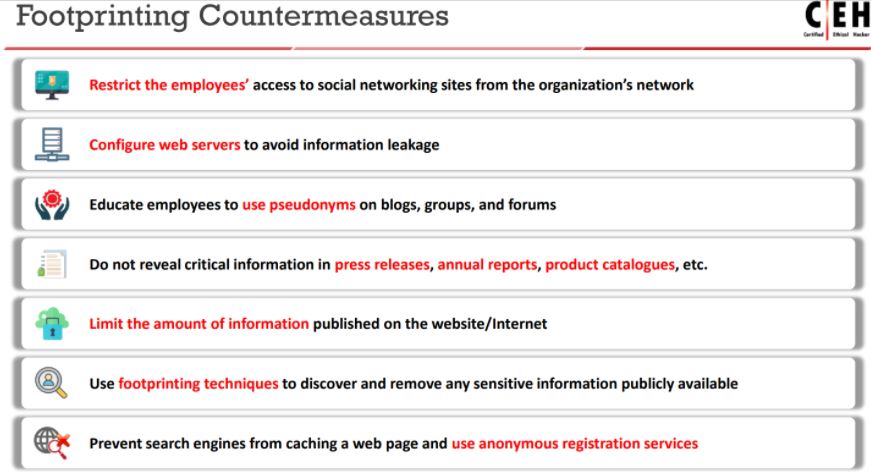 Footprinting Countermeasures
C|EH
Certified Ethical Hacker
Restrict the employees’ access to social networking sites from the organization’s network
Configure web servers to avoid information leakage
Educate employees to use pseudonyms on blogs, groups, and forums
Do not reveal critical information in press releases, annual reports, product catalogues, etc.
Limit the amount of information published on the website/Internet
Use footprinting techniques to discover and remove any sensitive information publicly available
Prevent search engines from caching a web page and use anonymous registration services